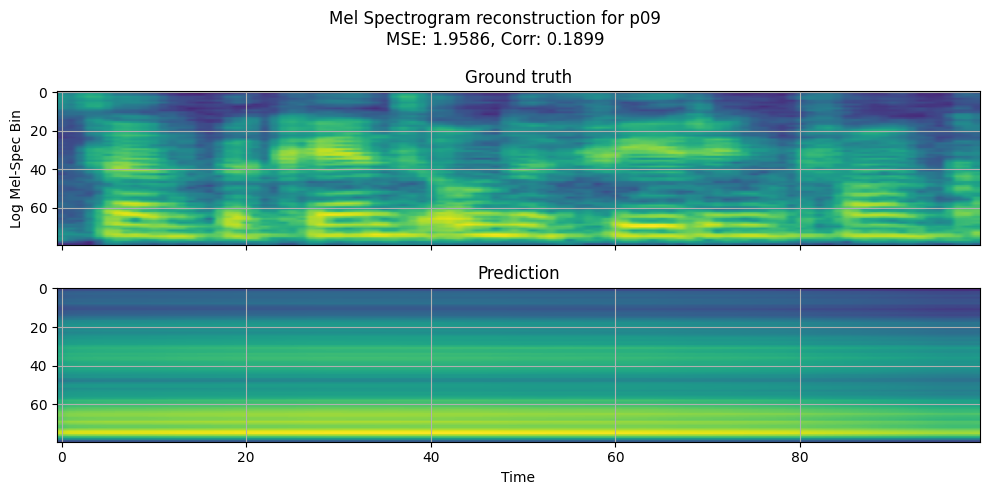 Mel Spectrogram reconstruction for p09
MSE: 1.9586, Corr: 0.1899
Ground truth
0
20
40
60
Log Mel-Spec Bin
Prediction
0
20
40
60
0 20 40 60 80
Time